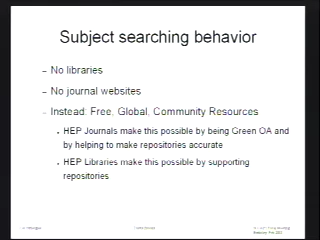 Subject searching behavior
– No libraries
– No journal websites
– Instead: Free, Global, Community Resources
• HEP Journals make this possible by being Green OA and
by helping to make repositories accurate
• HEP Libraries make this possible by supporting
repositories